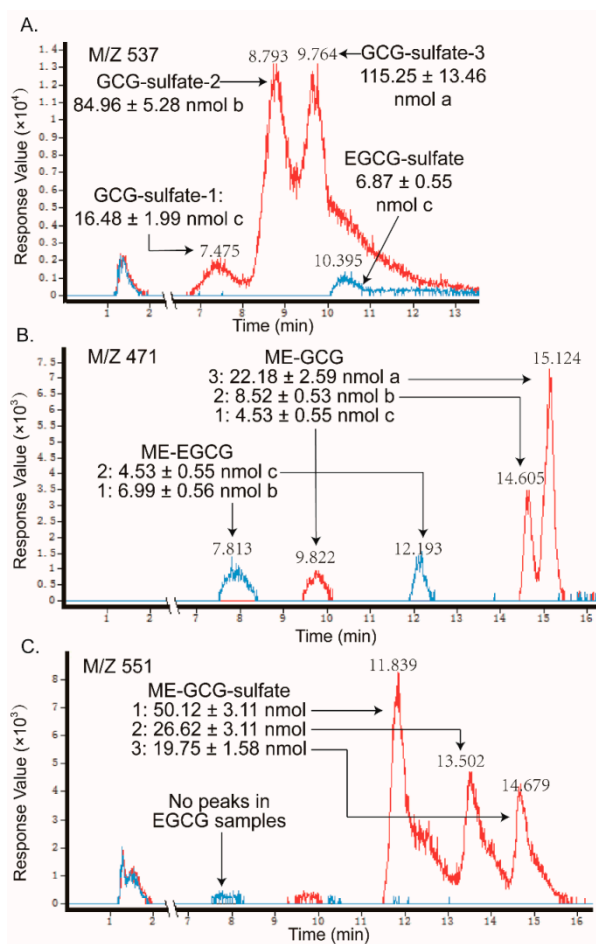 A.
M/Z 537
8.793
9.764
GCG-sulfate-3
115.25 ± 13.46
nmol a
GCG-sulfate-2
84.96 ± 5.28 nmol b
EGCG-sulfate
6.87 ± 0.55
nmol c
GCG-sulfate-1:
16.48 ± 1.99 nmol c
7.475
10.395
Response Value (×10⁴)
1.4
1.3
1.2
1.1
1
0.9
0.8
0.7
0.6
0.5
0.4
0.3
0.2
0.1
0
1 2 7 8 9 10 11 12 13
Time (min)
B.
M/Z 471
ME-GCG
3: 22.18 ± 2.59 nmol a
2: 8.52 ± 0.53 nmol b
1: 4.53 ± 0.55 nmol c
15.124
ME-EGCG
2: 4.53 ± 0.55 nmol c
1: 6.99 ± 0.56 nmol b
14.605
7.813
9.822
12.193
Response Value (×10³)
7.5
6.5
5.5
4.5
3.5
2.5
1.5
0.5
0
1 2 7 8 9 10 11 12 13 14 15 16
Time (min)
C.
M/Z 551
11.839
ME-GCG-sulfate
1: 50.12 ± 3.11 nmol
2: 26.62 ± 3.11 nmol
3: 19.75 ± 1.58 nmol
13.502
14.679
No peaks in
EGCG samples
Response Value (×10³)
8
7
6
5
4
3
2
1
0
1 2 7 8 9 10 11 12 13 14 15 16
Time (min)